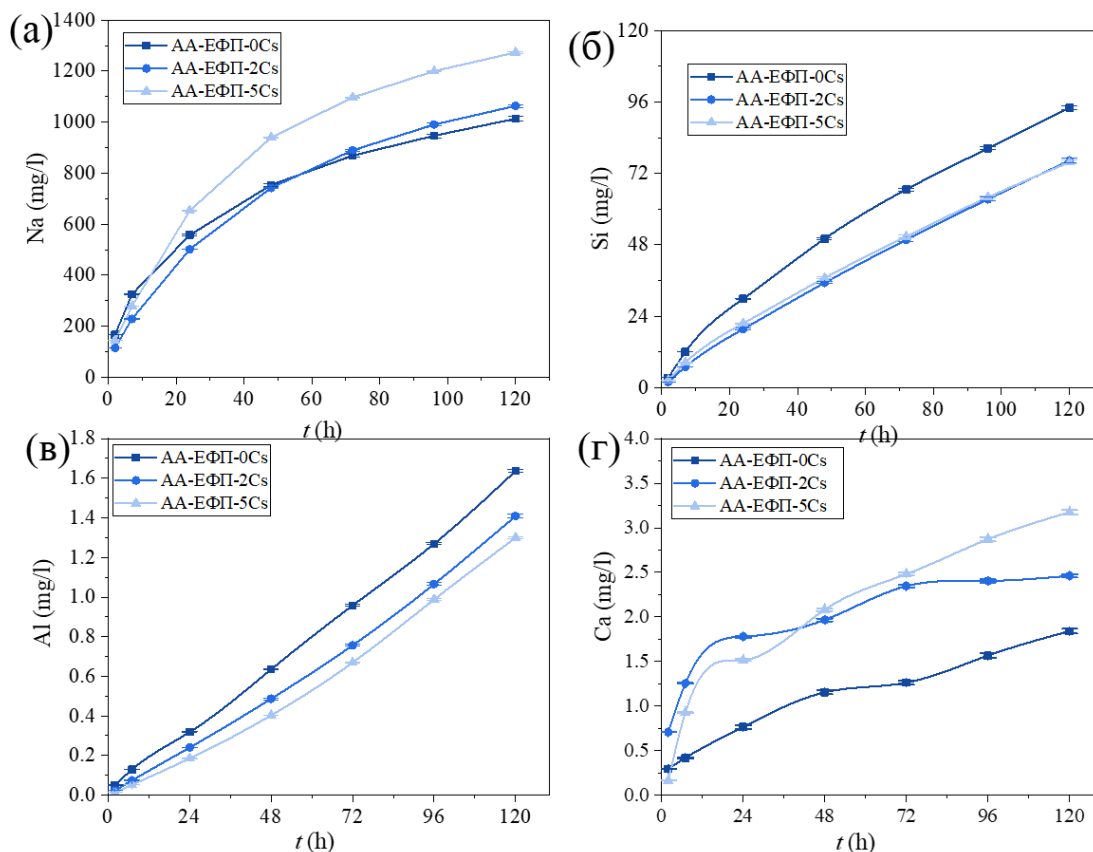 (а)
1400
1200
1000
800
600
400
200
0
Na (mg/l)
АА-ЕФП-0Cs
АА-ЕФП-2Cs
АА-ЕФП-5Cs
0 20 40 60 80 100 120
t (h)
(б)
120
96
72
48
24
0
Si (mg/l)
АА-ЕФП-0Cs
АА-ЕФП-2Cs
АА-ЕФП-5Cs
0 20 40 60 80 100 120
t (h)
(в)
1.8
1.6
1.4
1.2
1.0
0.8
0.6
0.4
0.2
0.0
Al (mg/l)
АА-ЕФП-0Cs
АА-ЕФП-2Cs
АА-ЕФП-5Cs
0 24 48 72 96 120
t (h)
(г)
4.0
3.5
3.0
2.5
2.0
1.5
1.0
0.5
0.0
Ca (mg/l)
АА-ЕФП-0Cs
АА-ЕФП-2Cs
АА-ЕФП-5Cs
0 24 48 72 96 120
t (h)